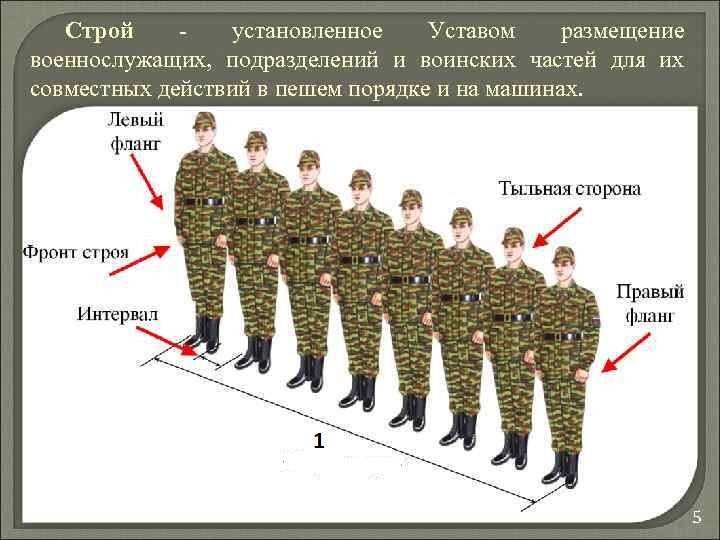 Строй - установленное Уставом размещение
военнослужащих, подразделений и воинских частей для их
совместных действий в пешем порядке и на машинах.
Левый
фланг
Тыльная сторона
Фронт строя
Правый
фланг
Интервал
1
5